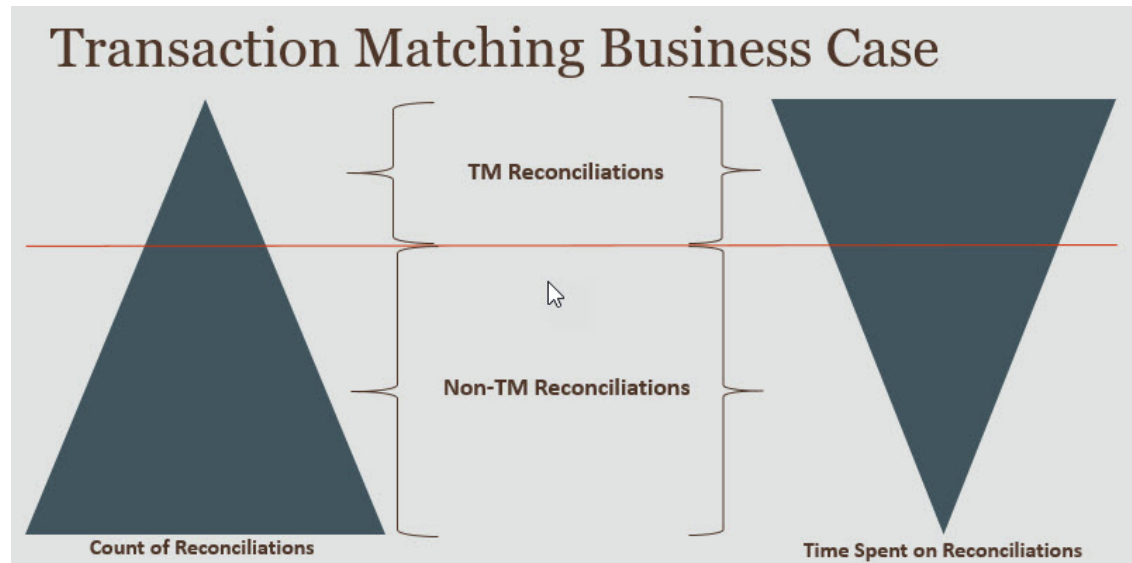 Transaction Matching Business Case
TM Reconciliations
Non-TM Reconciliations
Count of Reconciliations
Time Spent on Reconciliations